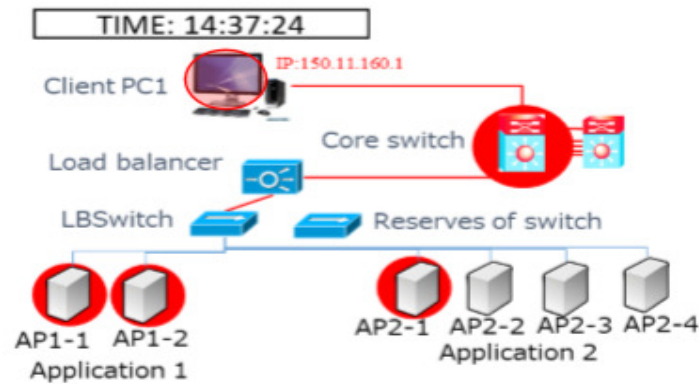 TIME: 14:37:24
IP:150.11.160.1
Client PC1
Core switch
Load balancer
LBSwitch
Reserves of switch
AP1-1 AP1-2 AP2-1 AP2-2 AP2-3 AP2-4
Application 1 Application 2